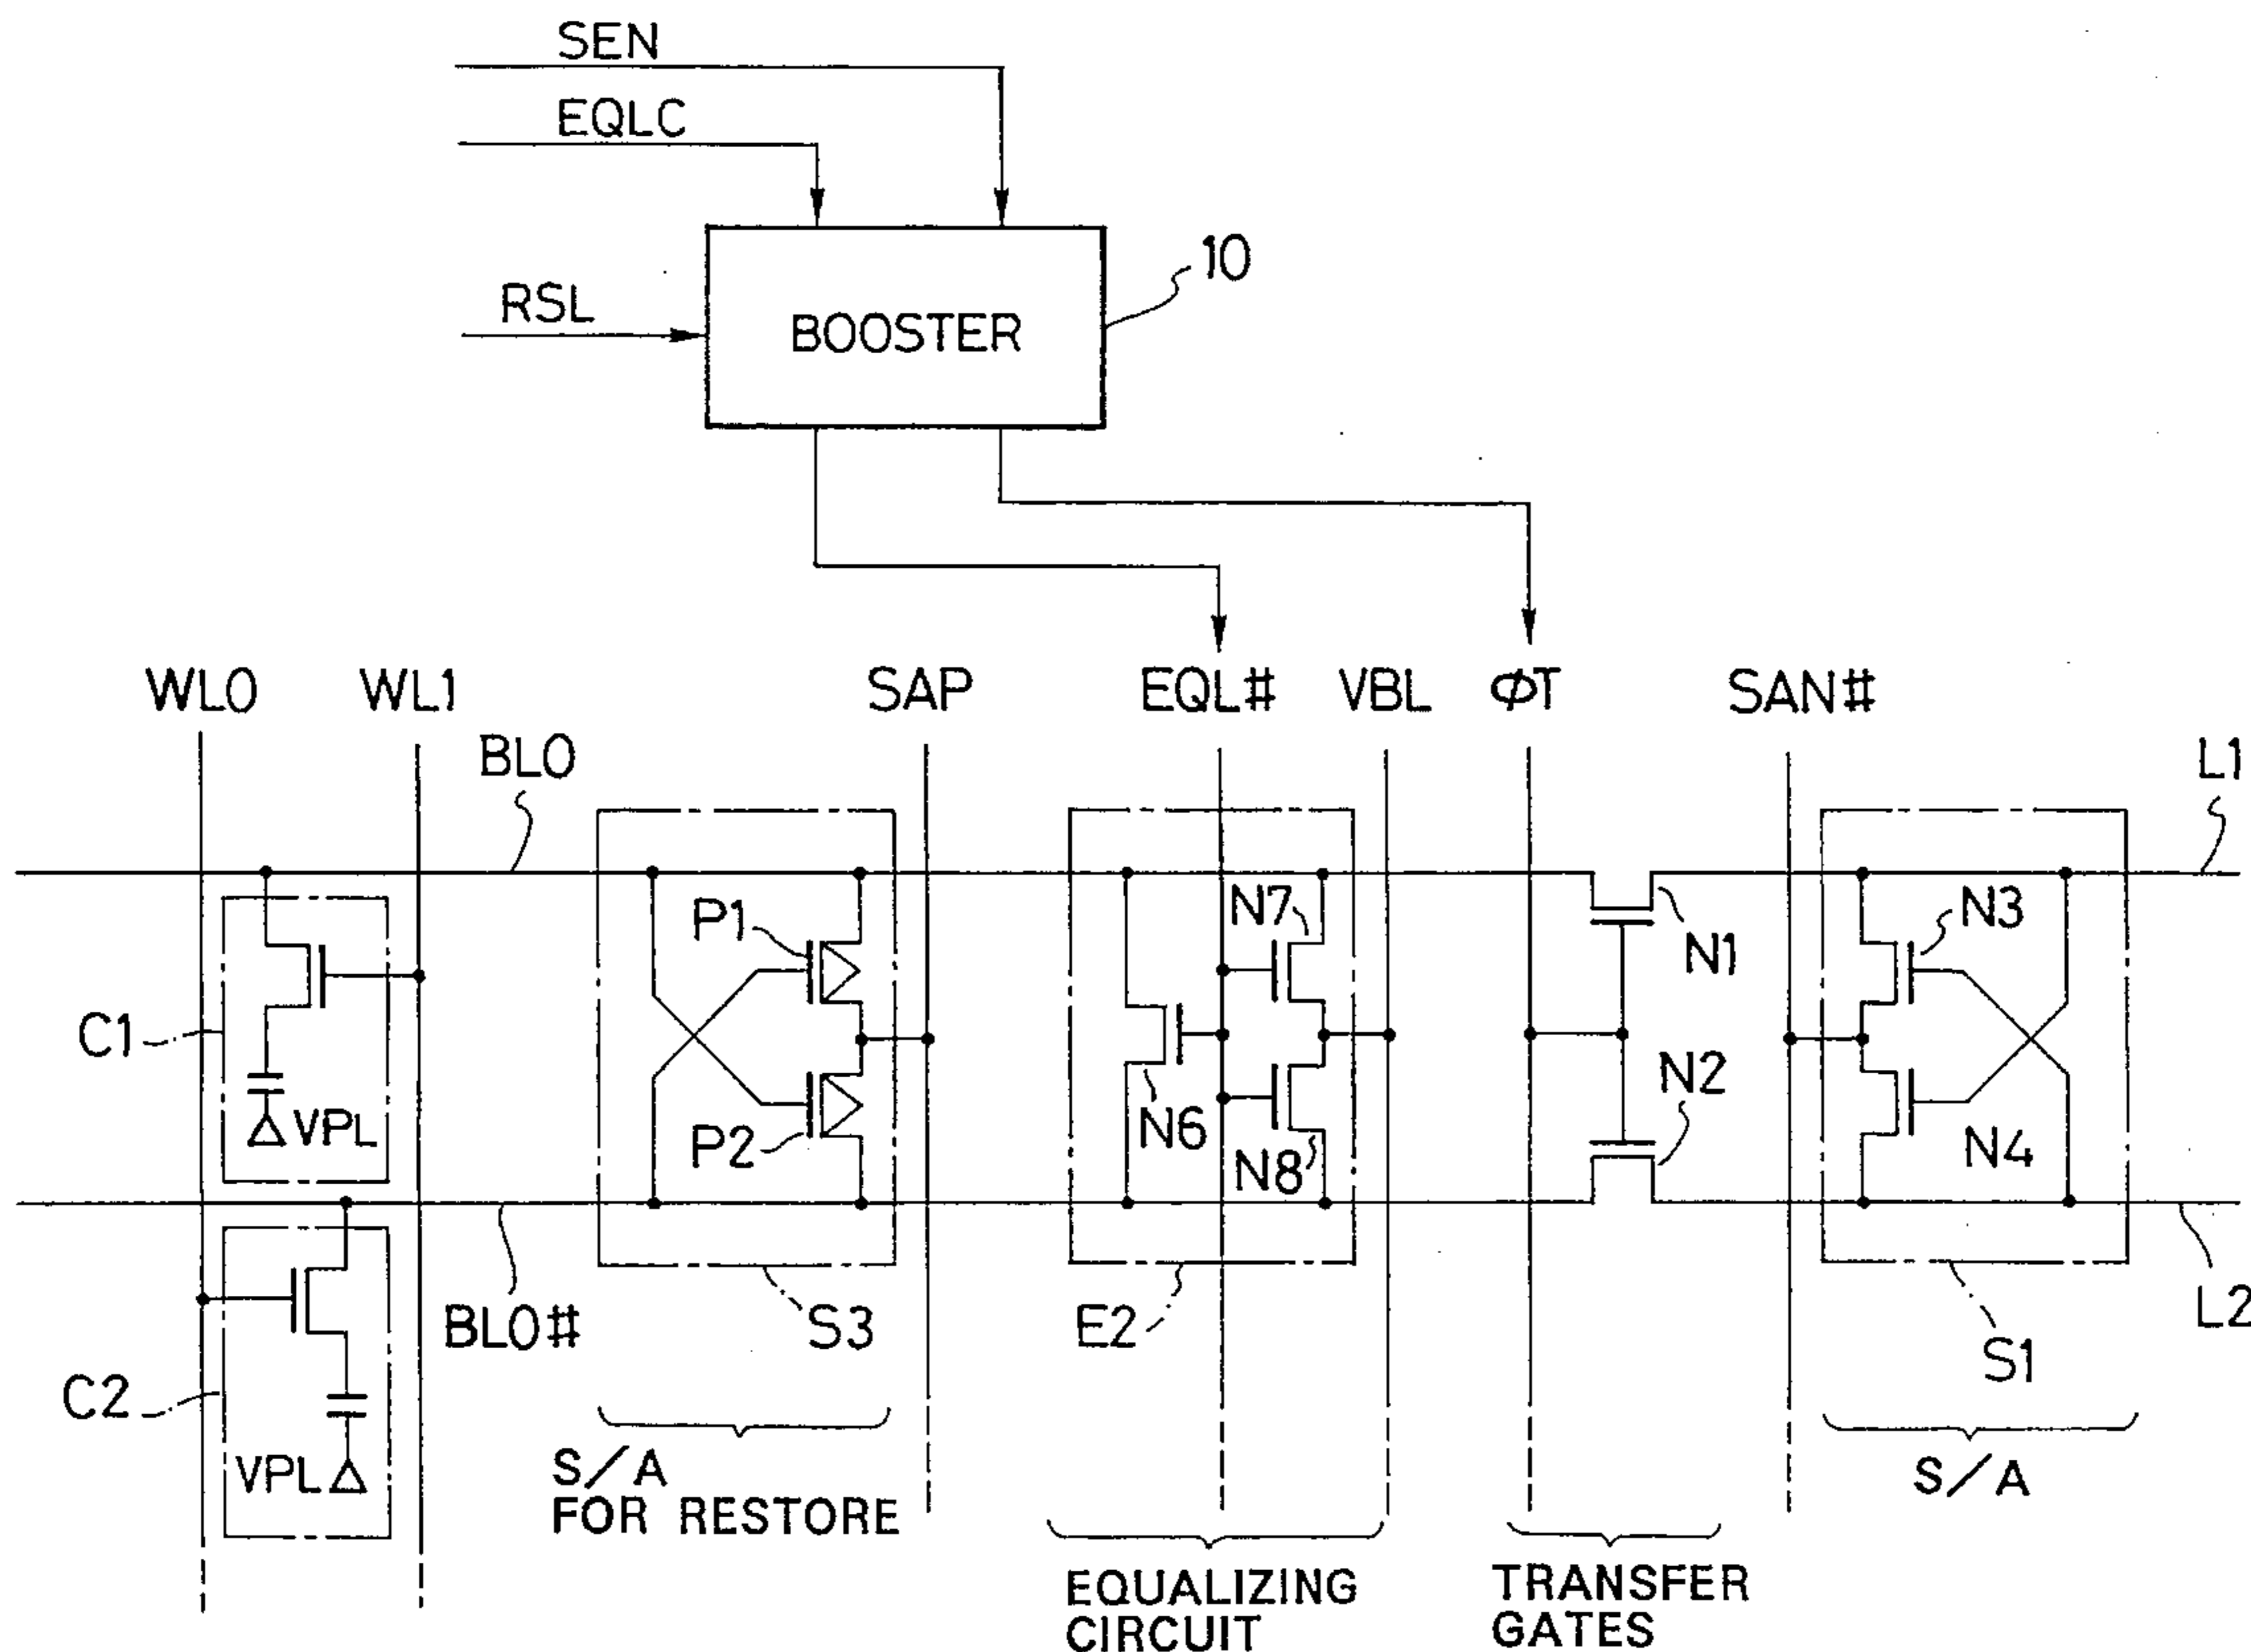 SEN
EQLC
RSL
BOOSTER
10
WL0
WL1
SAP
EQL#
VBL
ΦT
SAN#
BL0
L1
P1
N7
N1
N3
C1
VPL
P2
N6
N8
N2
N4
C2
VPL
BL0#
S3
E2
S1
L2
S/A
FOR RESTORE
EQUALIZING
CIRCUIT
TRANSFER
GATES
S/A